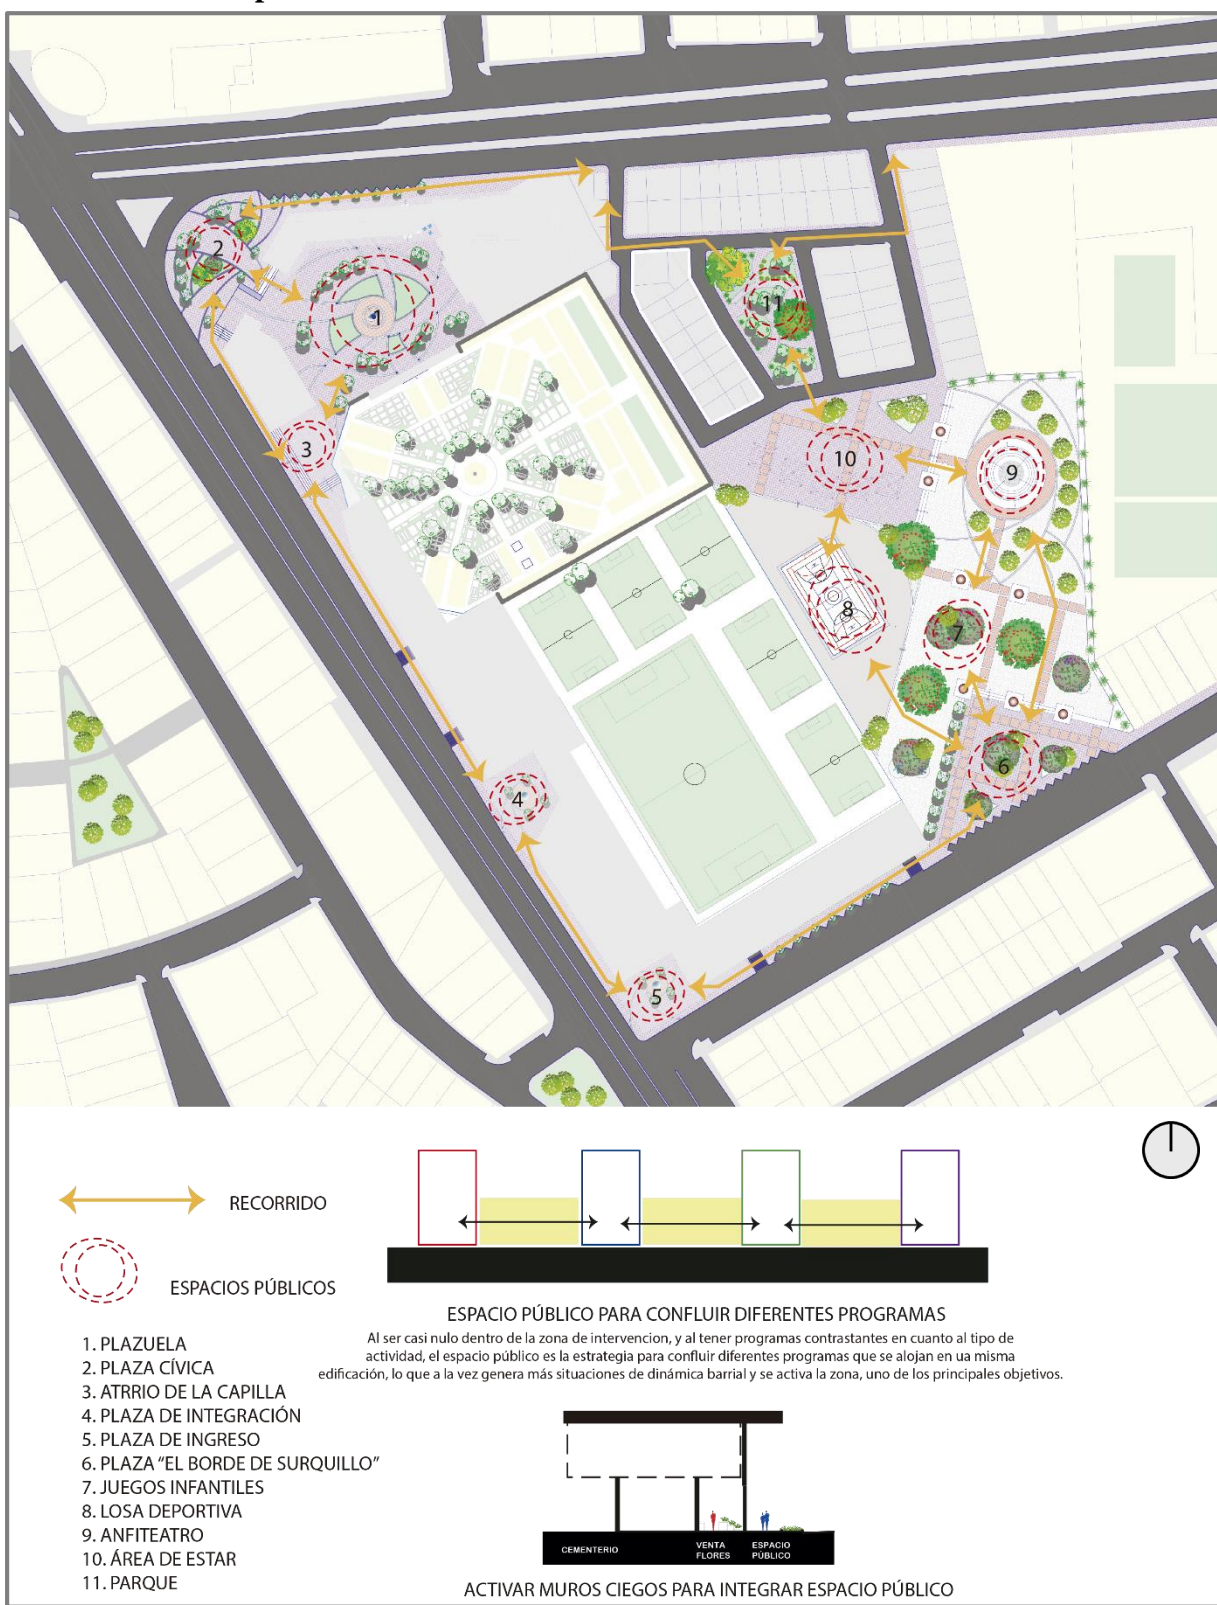 2
1
3
11
10
9
8
7
6
4
5
RECORRIDO
ESPACIOS PÚBLICOS
1. PLAZUELA
2. PLAZA CÍVICA
3. ATRRIO DE LA CAPILLA
4. PLAZA DE INTEGRACIÓN
5. PLAZA DE INGRESO
6. PLAZA “EL BORDE DE SURQUILLO”
7. JUEGOS INFANTILES
8. LOSA DEPORTIVA
9. ANFITEATRO
10. ÁREA DE ESTAR
11. PARQUE
ESPACIO PÚBLICO PARA CONFLUIR DIFERENTES PROGRAMAS
Al ser casi nulo dentro de la zona de intervencion, y al tener programas contrastantes en cuanto al tipo de
actividad, el espacio público es la estrategia para confluir diferentes programas que se alojan en ua misma
edificación, lo que a la vez genera más situaciones de dinámica barrial y se activa la zona, uno de los principales objetivos.
CEMENTERIO
VENTA
FLORES
ESPACIO
PÚBLICO
ACTIVAR MUROS CIEGOS PARA INTEGRAR ESPACIO PÚBLICO